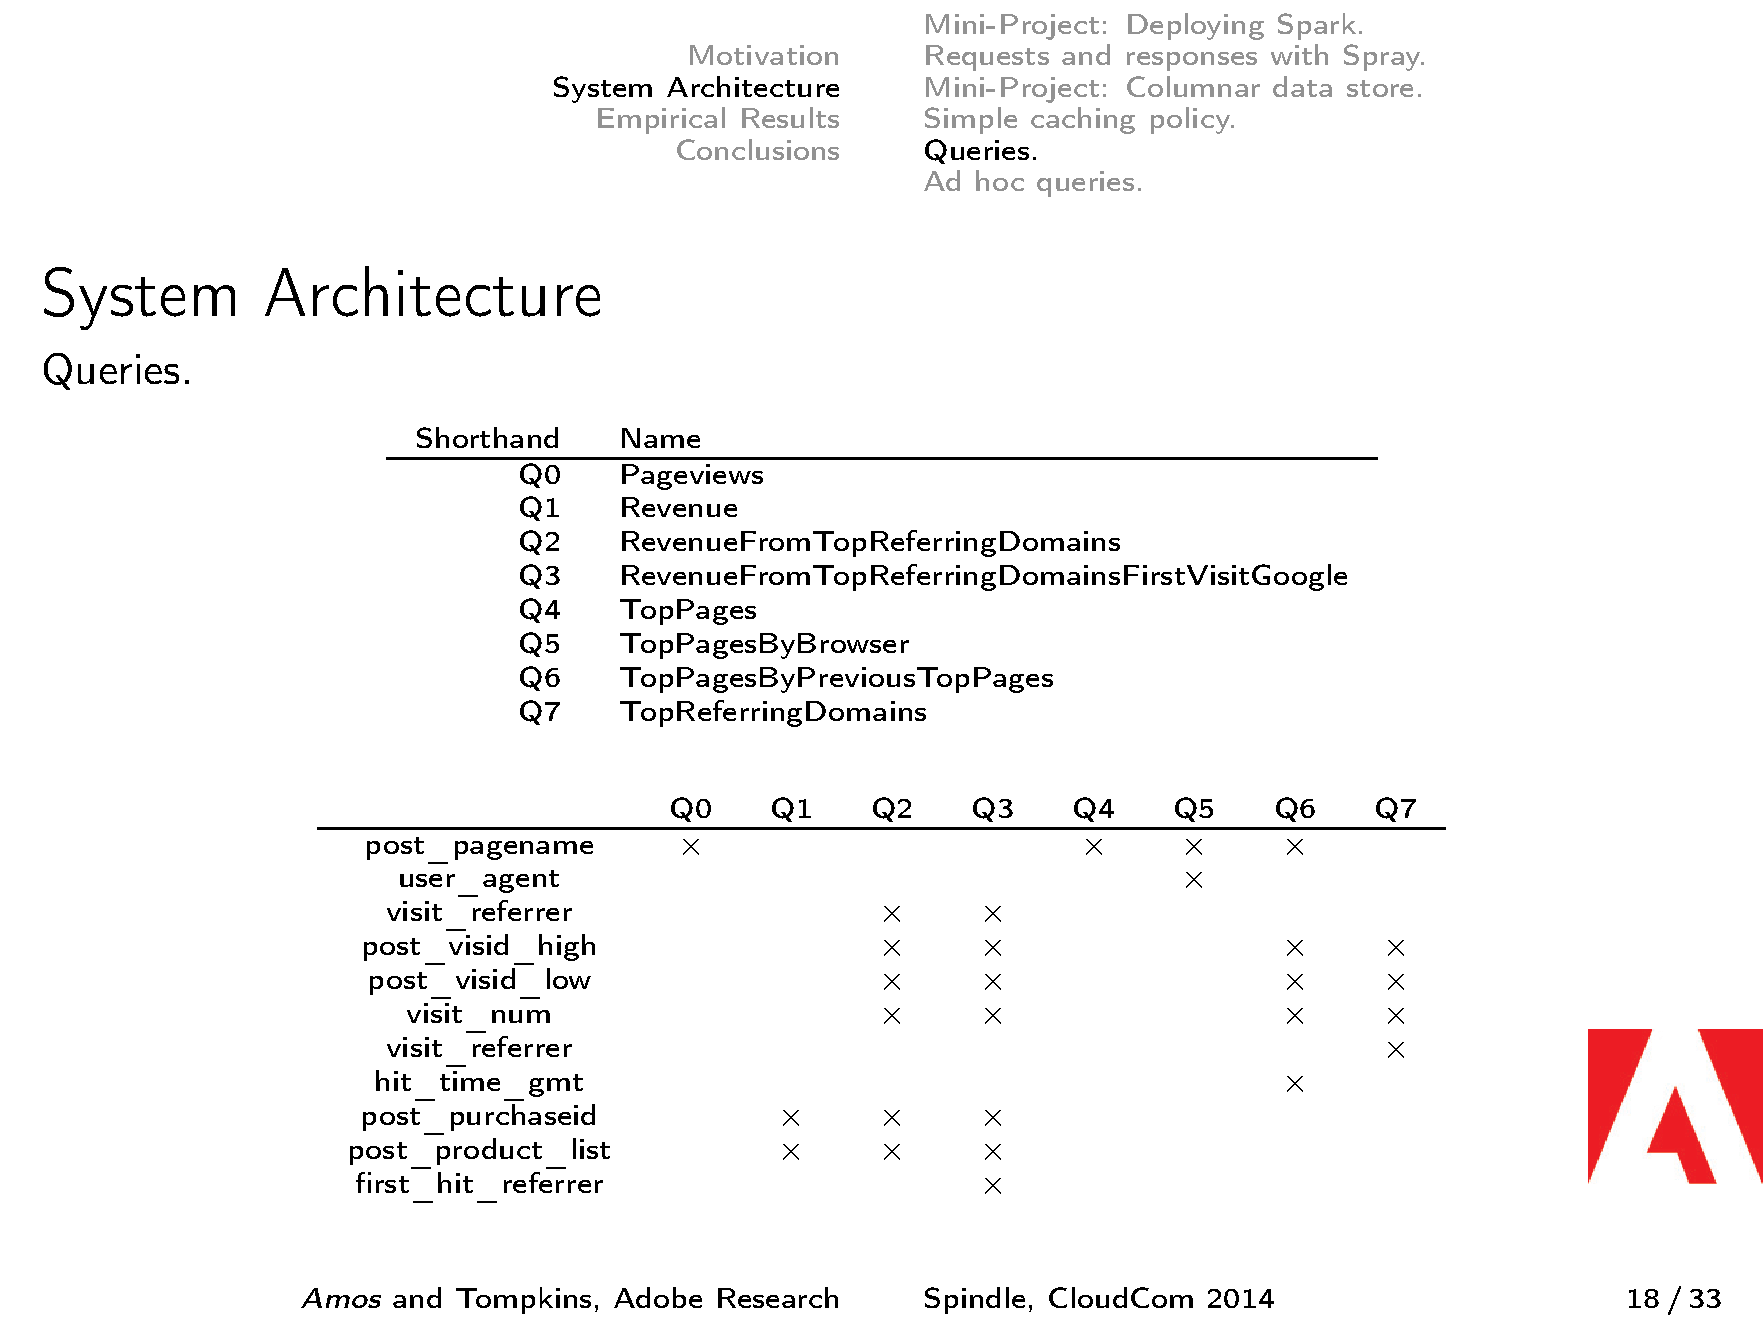 Motivation
System Architecture
Empirical Results
Conclusions
Mini-Project: Deploying Spark.
Requests and responses with Spray.
Mini-Project: Columnar data store.
Simple caching policy.
Queries.
Ad hoc queries.
System Architecture
Queries.
Shorthand Name
Q0 Pageviews
Q1 Revenue
Q2 RevenueFromTopReferringDomains
Q3 RevenueFromTopReferringDomainsFirstVisitGoogle
Q4 TopPages
Q5 TopPagesByBrowser
Q6 TopPagesByPreviousTopPages
Q7 TopReferringDomains
Q0 Q1 Q2 Q3 Q4 Q5 Q6 Q7
post_pagename × × × ×
user_agent ×
visit_referrer × ×
post_visid_high × × × ×
post_visid_low × × × ×
visit_num × × × ×
visit_referrer ×
hit_time_gmt ×
post_purchaseid × × ×
post_product_list × × ×
first_hit_referrer ×
Amos and Tompkins, Adobe Research Spindle, CloudCom 2014 18 / 33